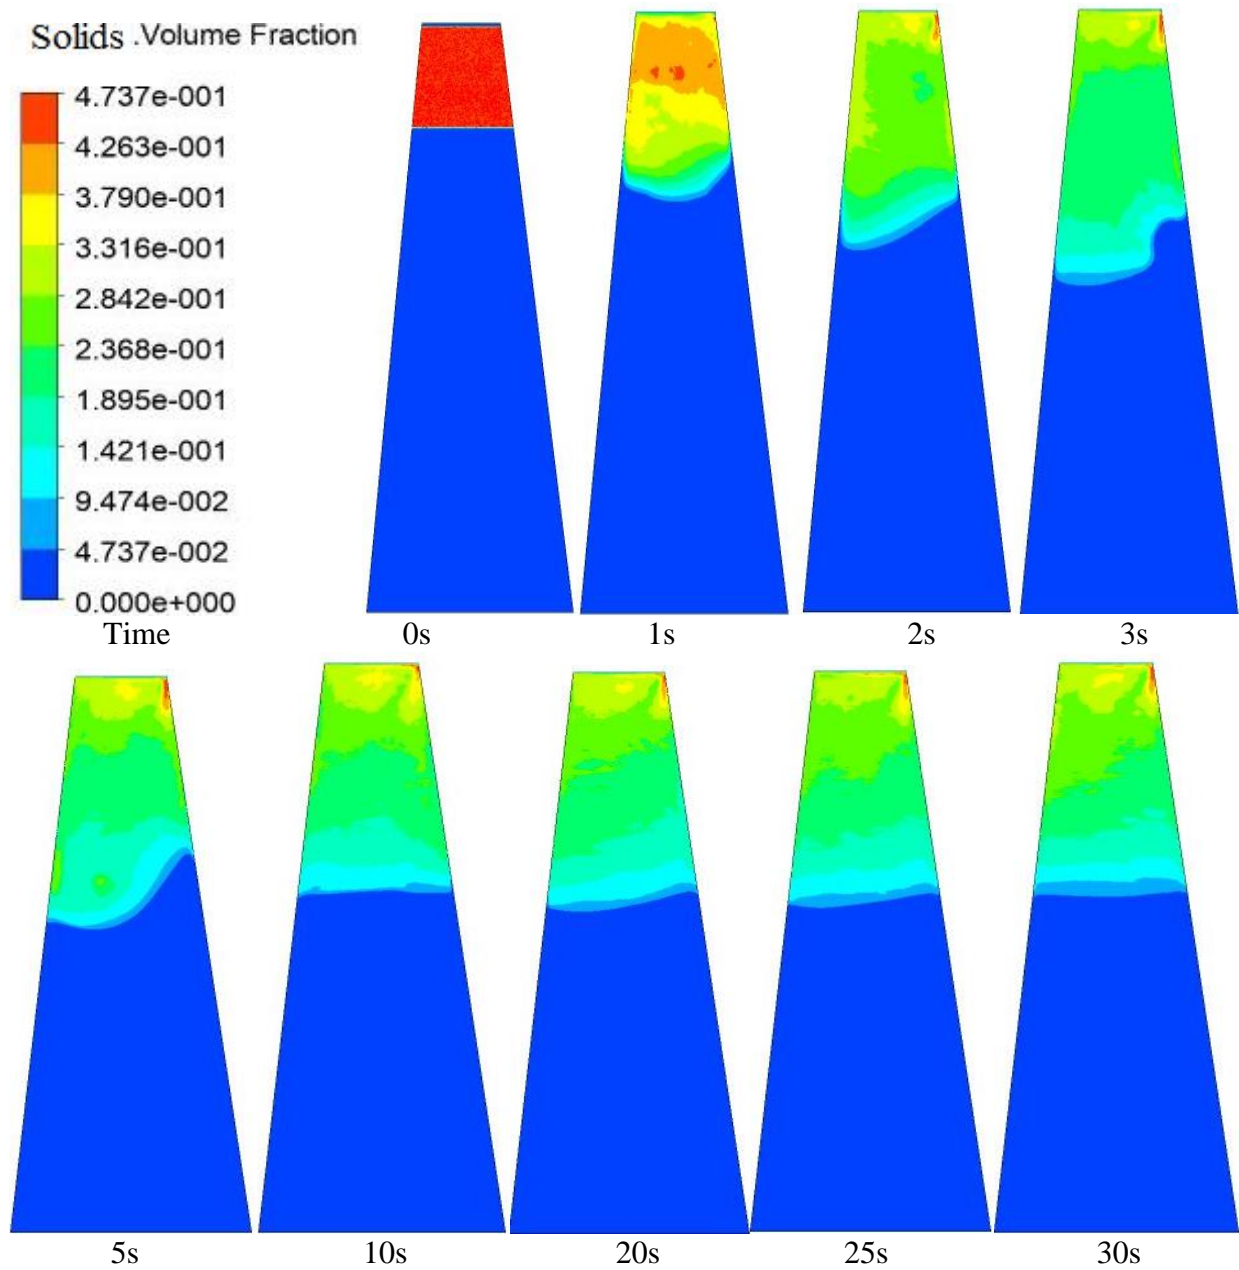 Solids .Volume Fraction
4.737e-001
4.263e-001
3.790e-001
3.316e-001
2.842e-001
2.368e-001
1.895e-001
1.421e-001
9.474e-002
4.737e-002
0.000e+000
Time 0s 1s 2s 3s
5s 10s 20s 25s 30s